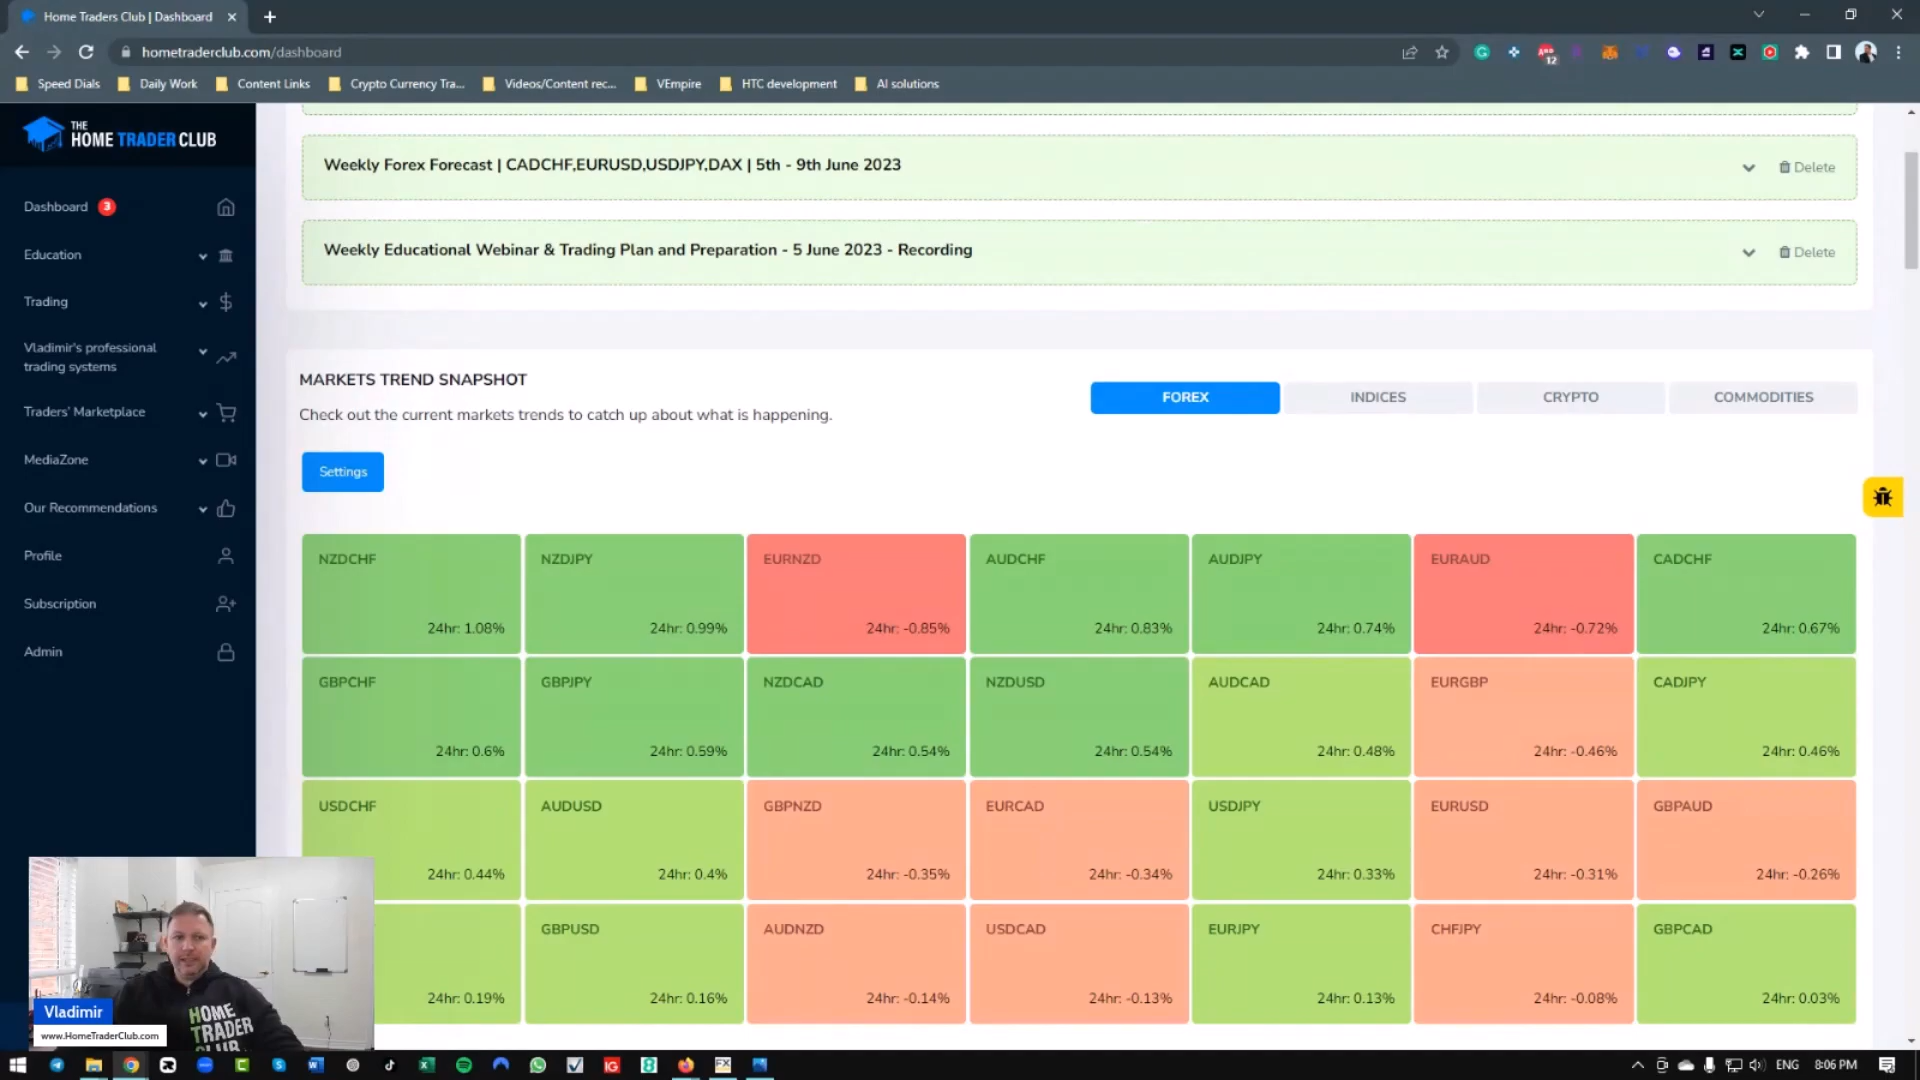 Home Traders Club | Dashboard
hometraderclub.com/dashboard
12
Speed Dials
Daily Work
Content Links
Crypto Currency Tra...
Videos/Content rec...
VEmpire
HTC development
AI solutions
THE
HOME TRADER CLUB
Dashboard 3
Education
Trading
Vladimir's professional
trading systems
Traders' Marketplace
MediaZone
Our Recommendations
Profile
Subscription
Admin
Weekly Forex Forecast | CADCHF,EURUSD,USDJPY,DAX | 5th - 9th June 2023
Delete
Weekly Educational Webinar & Trading Plan and Preparation - 5 June 2023 - Recording
Delete
MARKETS TREND SNAPSHOT
Check out the current markets trends to catch up about what is happening.
FOREX
INDICES
CRYPTO
COMMODITIES
Settings
NZDCHF
24hr: 1.08%
NZDJPY
24hr: 0.99%
EURNZD
24hr: -0.85%
AUDCHF
24hr: 0.83%
AUDJPY
24hr: 0.74%
EURAUD
24hr: -0.72%
CADCHF
24hr: 0.67%
GBPCHF
24hr: 0.6%
GBPJPY
24hr: 0.59%
NZDCAD
24hr: 0.54%
NZDUSD
24hr: 0.54%
AUDCAD
24hr: 0.48%
EURGBP
24hr: -0.46%
CADJPY
24hr: 0.46%
USDCHF
24hr: 0.44%
AUDUSD
24hr: 0.4%
GBPNZD
24hr: -0.35%
EURCAD
24hr: -0.34%
USDJPY
24hr: 0.33%
EURUSD
24hr: -0.31%
GBPAUD
24hr: -0.26%
24hr: 0.19%
GBPUSD
24hr: 0.16%
AUDNZD
24hr: -0.14%
USDCAD
24hr: -0.13%
EURJPY
24hr: 0.13%
CHFJPY
24hr: -0.08%
GBPCAD
24hr: 0.03%
HOME
TRADER
CLUB
Vladimir
www.HomeTraderClub.com
ENG
8:06 PM